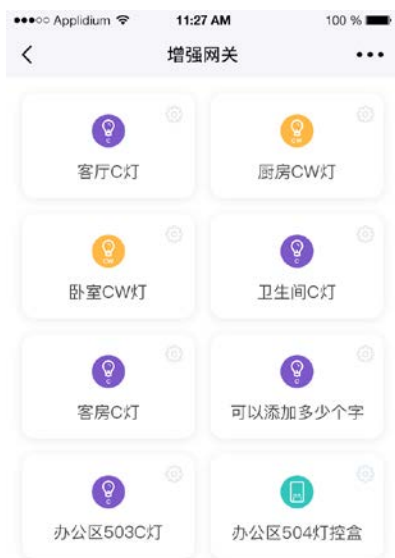 Applidium 11:27 AM 100 %
增强网关
客厅C灯 厨房CW灯
C CW
卧室CW灯 卫生间C灯
CW C
客房C灯 可以添加多少个字
C C
办公区503C灯 办公区504灯控盒
C